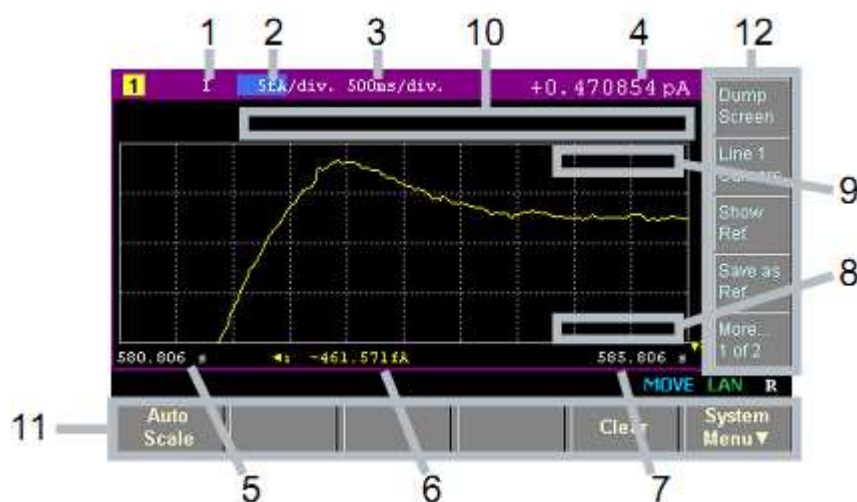 10
1 2 3 4 12
1 I 5fA/div. 500ms/div. +0.470854 pA
Dump
Screen
Line 1
9
Show
Ref
Save as
Ref
8
More...
1 of 2
580.806 s ◄: -461.571fA 585.806 s
MOVE LAN R
11
Auto
Scale
Clear
System
Menu▼
5 6 7